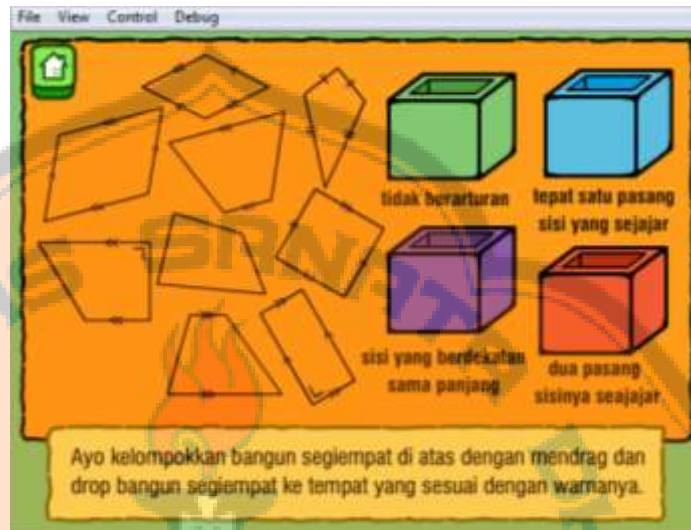 File View Control Debug
tidak berarturan
tepat satu pasang
sisi yang sejajar
sisi yang berdekatan
sama panjang
dua pasang
sisinya seajajar
Ayo kelompokkan bangun segiempat di atas dengan mendrag dan
drop bangun segiempat ke tempat yang sesuai dengan warnanya.